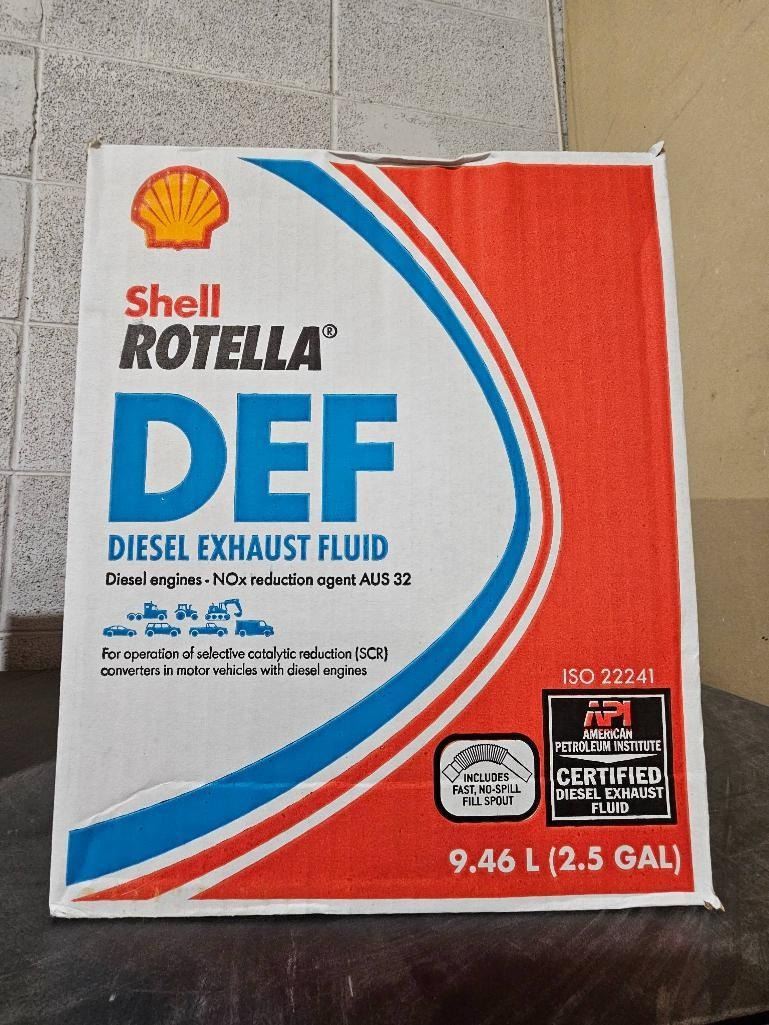 Shell
ROTELLA®
DEF
DIESEL EXHAUST FLUID
Diesel engines - NOx reduction agent AUS 32
For operation of selective catalytic reduction (SCR)
converters in motor vehicles with diesel engines
ISO 22241
API
AMERICAN
PETROLEUM INSTITUTE
CERTIFIED
DIESEL EXHAUST
FLUID
INCLUDES
FAST, NO-SPILL
FILL SPOUT
9.46 L (2.5 GAL)